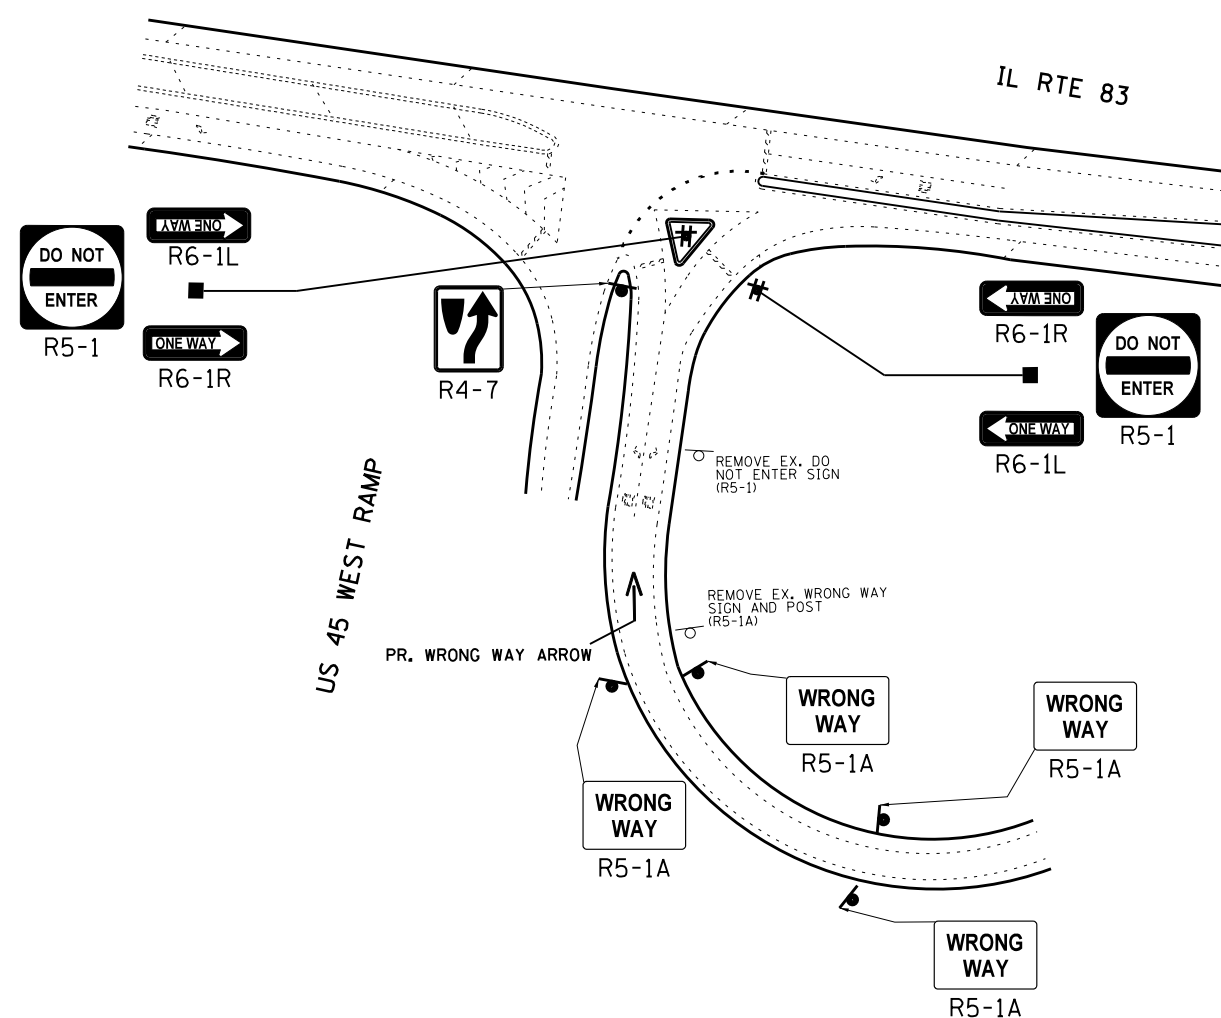 IL RTE 83
ONE WAY
R6-1L
DO NOT
ENTER
R5-1
ONE WAY
R6-1R
R4-7
ONE WAY
R6-1R
DO NOT
ENTER
R5-1
ONE WAY
R6-1L
REMOVE EX. DO
NOT ENTER SIGN
(R5-1)
US 45 WEST RAMP
REMOVE EX. WRONG WAY
SIGN AND POST
(R5-1A)
PR. WRONG WAY ARROW
WRONG
WAY
R5-1A
WRONG
WAY
R5-1A
WRONG
WAY
R5-1A
WRONG
WAY
R5-1A